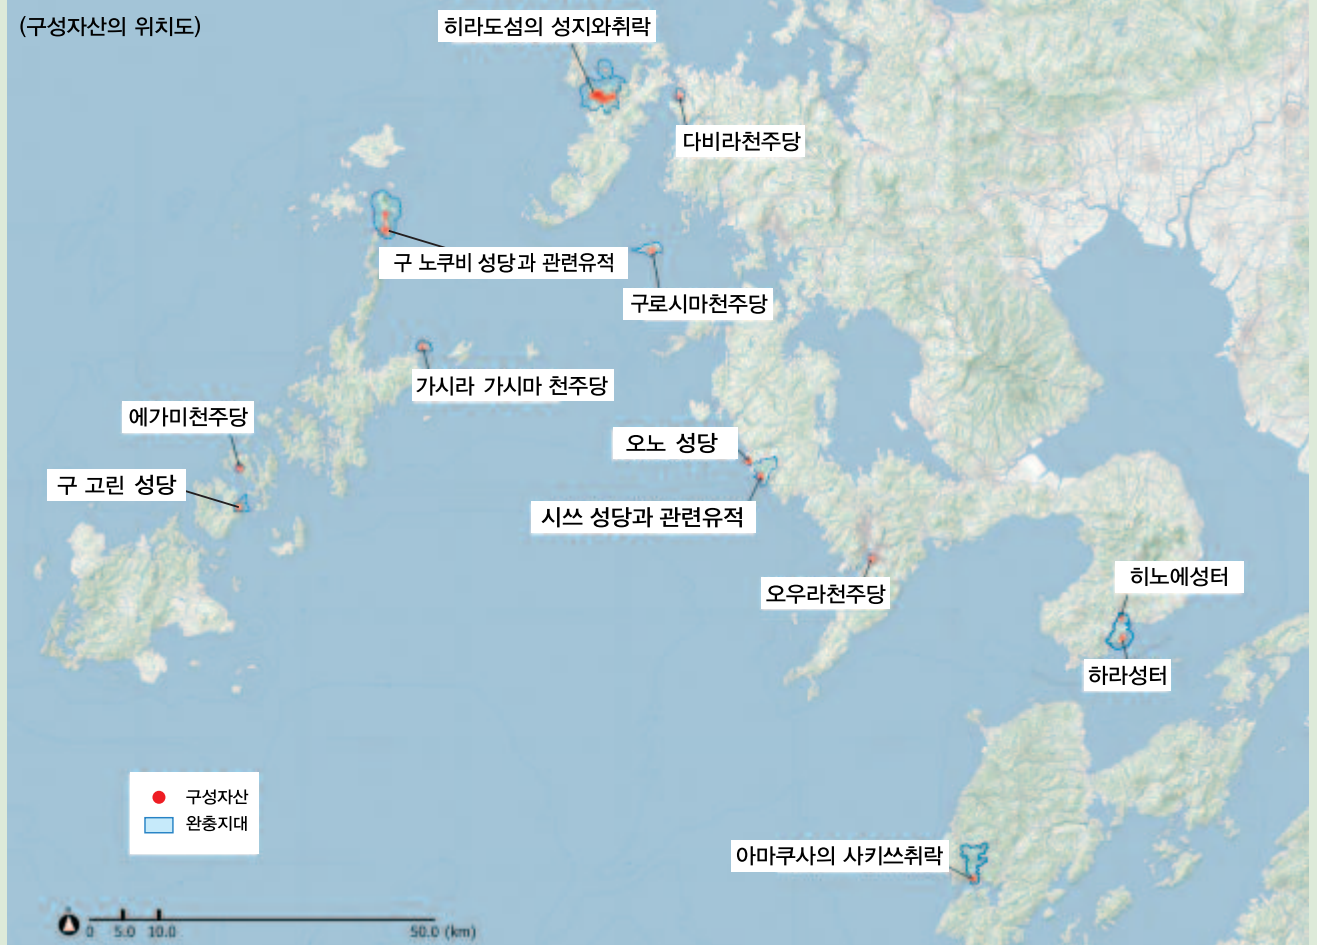 (구성자산의 위치도)
히라도섬의 성지와취락
다비라천주당
구 노쿠비 성당과 관련유적
구로시마천주당
가시라 가시마 천주당
에가미천주당
오노 성당
구 고린 성당
시쓰 성당과 관련유적
히노에성터
오우라천주당
하라성터
구성자산
완충지대
아마쿠사의 사키쓰취락
0 5.0 10.0 50.0 (km)